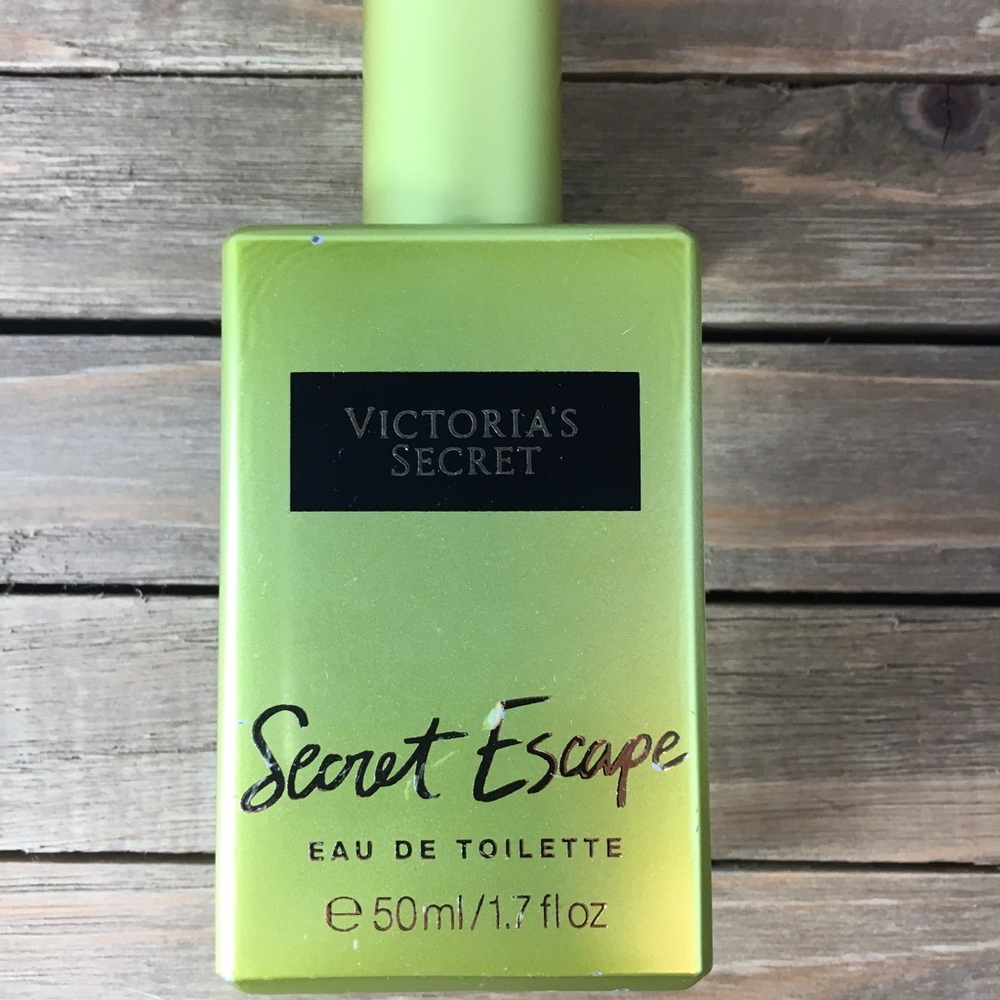 VICTORIA'S
SECRET
Secret Escape
EAU DE TOILETTE
℮ 50ml/1.7 fl oz